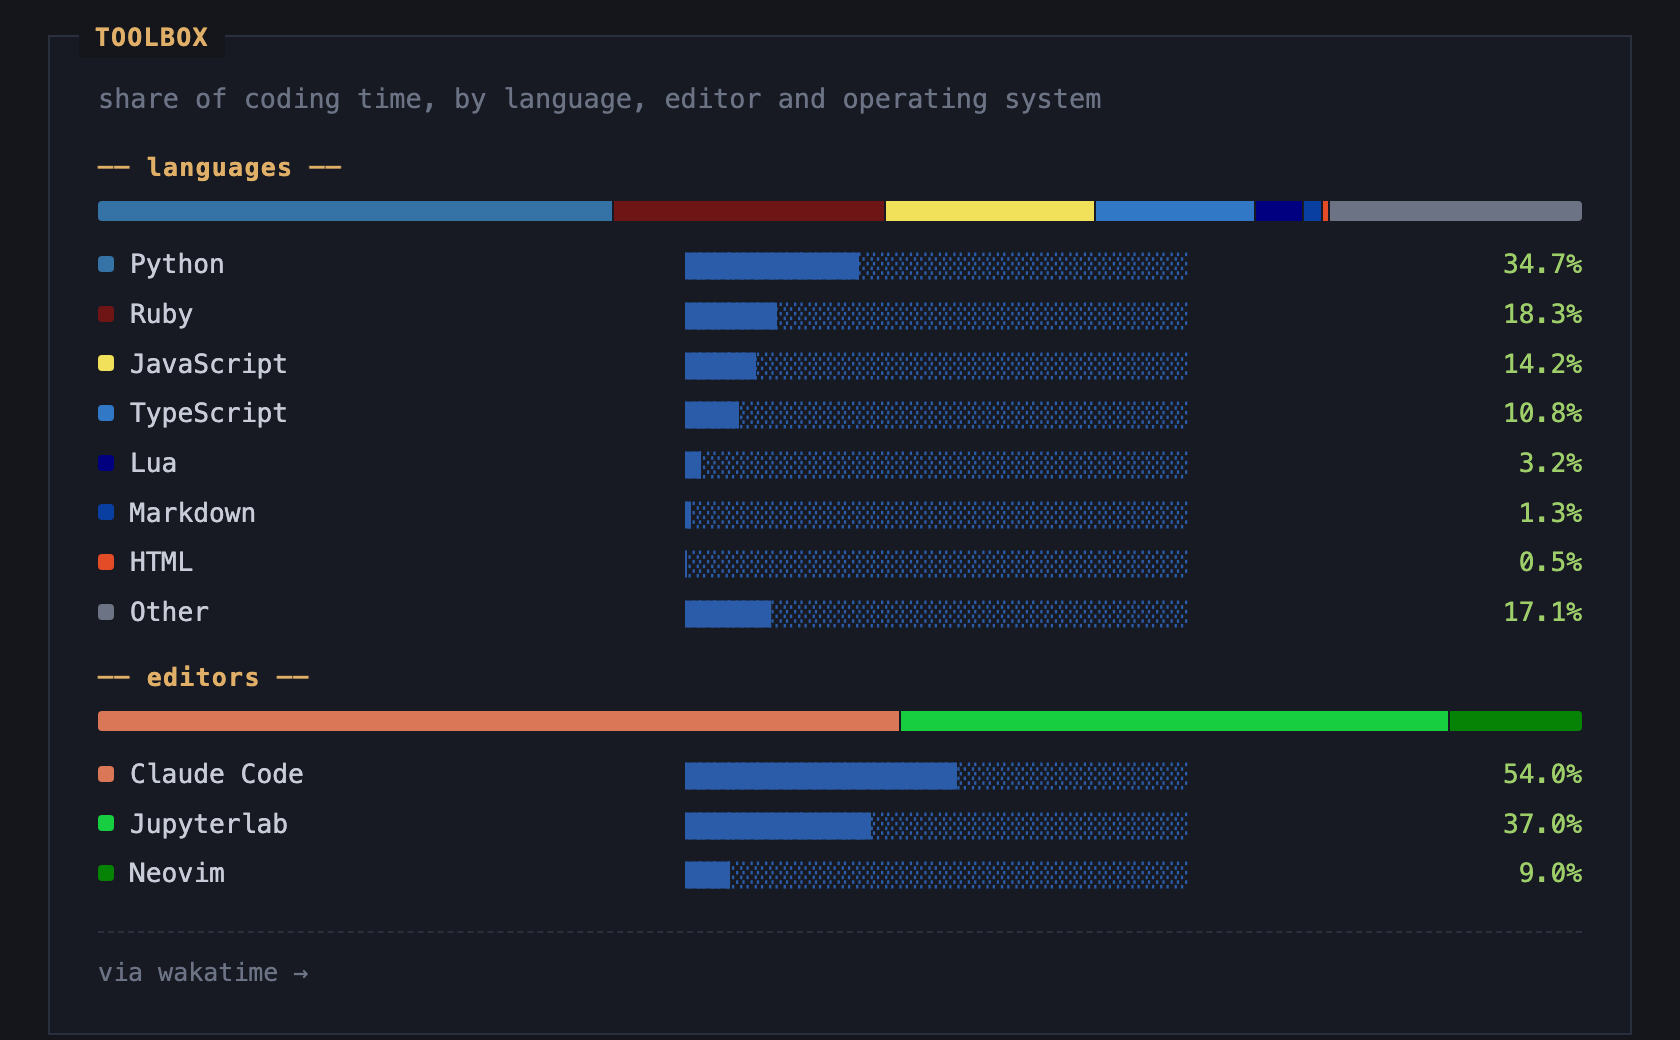 TOOLBOX
share of coding time, by language, editor and operating system
—— languages ——
Python 34.7%
Ruby 18.3%
JavaScript 14.2%
TypeScript 10.8%
Lua 3.2%
Markdown 1.3%
HTML 0.5%
Other 17.1%
—— editors ——
Claude Code 54.0%
Jupyterlab 37.0%
Neovim 9.0%
via wakatime →